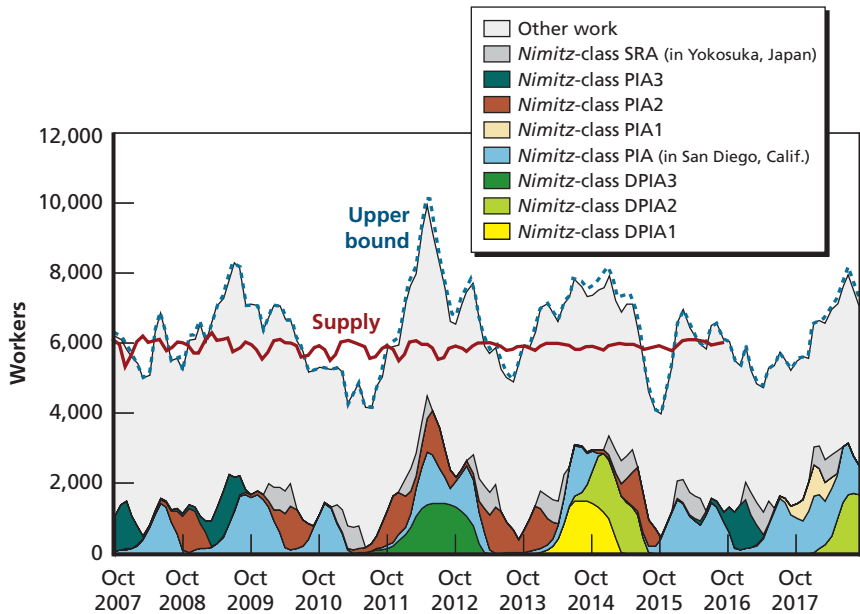 Other work
Nimitz-class SRA (in Yokosuka, Japan)
Nimitz-class PIA3
Nimitz-class PIA2
Nimitz-class PIA1
Nimitz-class PIA (in San Diego, Calif.)
Nimitz-class DPIA3
Nimitz-class DPIA2
Nimitz-class DPIA1
12,000
10,000
8,000
6,000
4,000
2,000
0
Workers
Upper
bound
Supply
Oct Oct Oct Oct Oct Oct Oct Oct Oct Oct Oct
2007 2008 2009 2010 2011 2012 2013 2014 2015 2016 2017